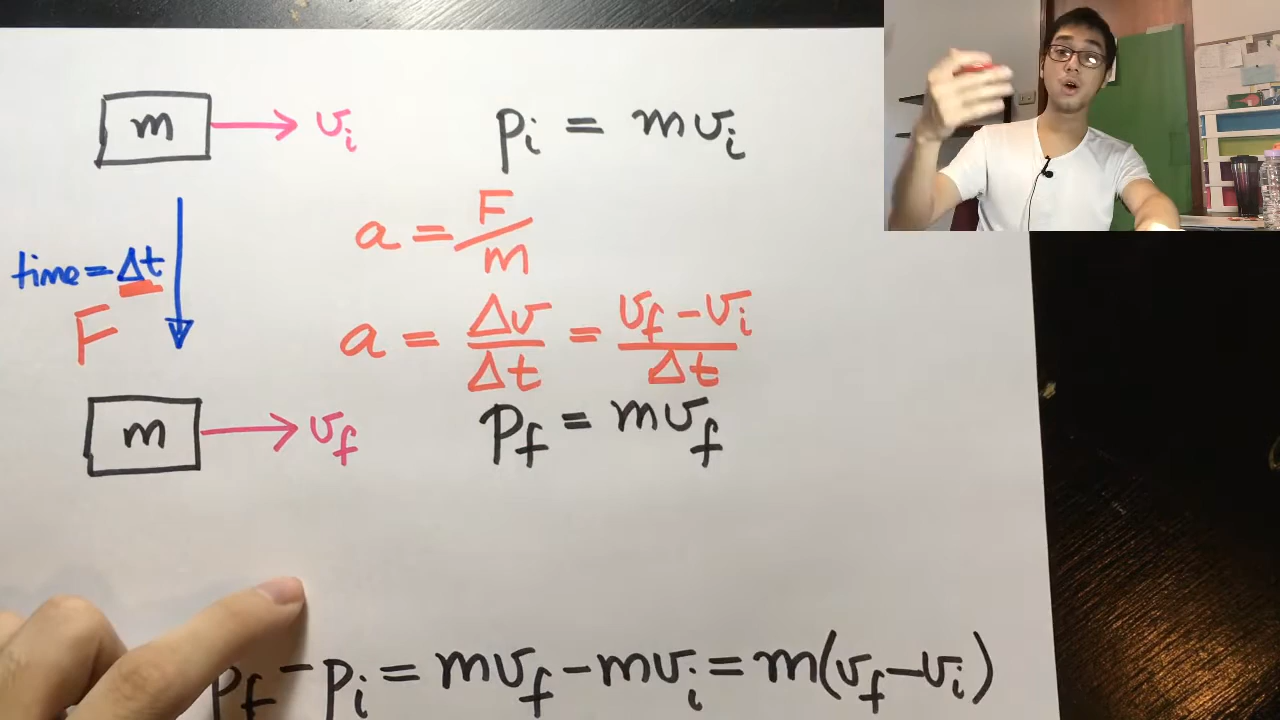 m → v_i
p_i = mv_i
a = F/m
time = Δt
F
a = Δv/Δt = v_f - v_i/Δt
m → v_f
p_f = mv_f
p_f - p_i = mv_f - mv_i = m(v_f - v_i)